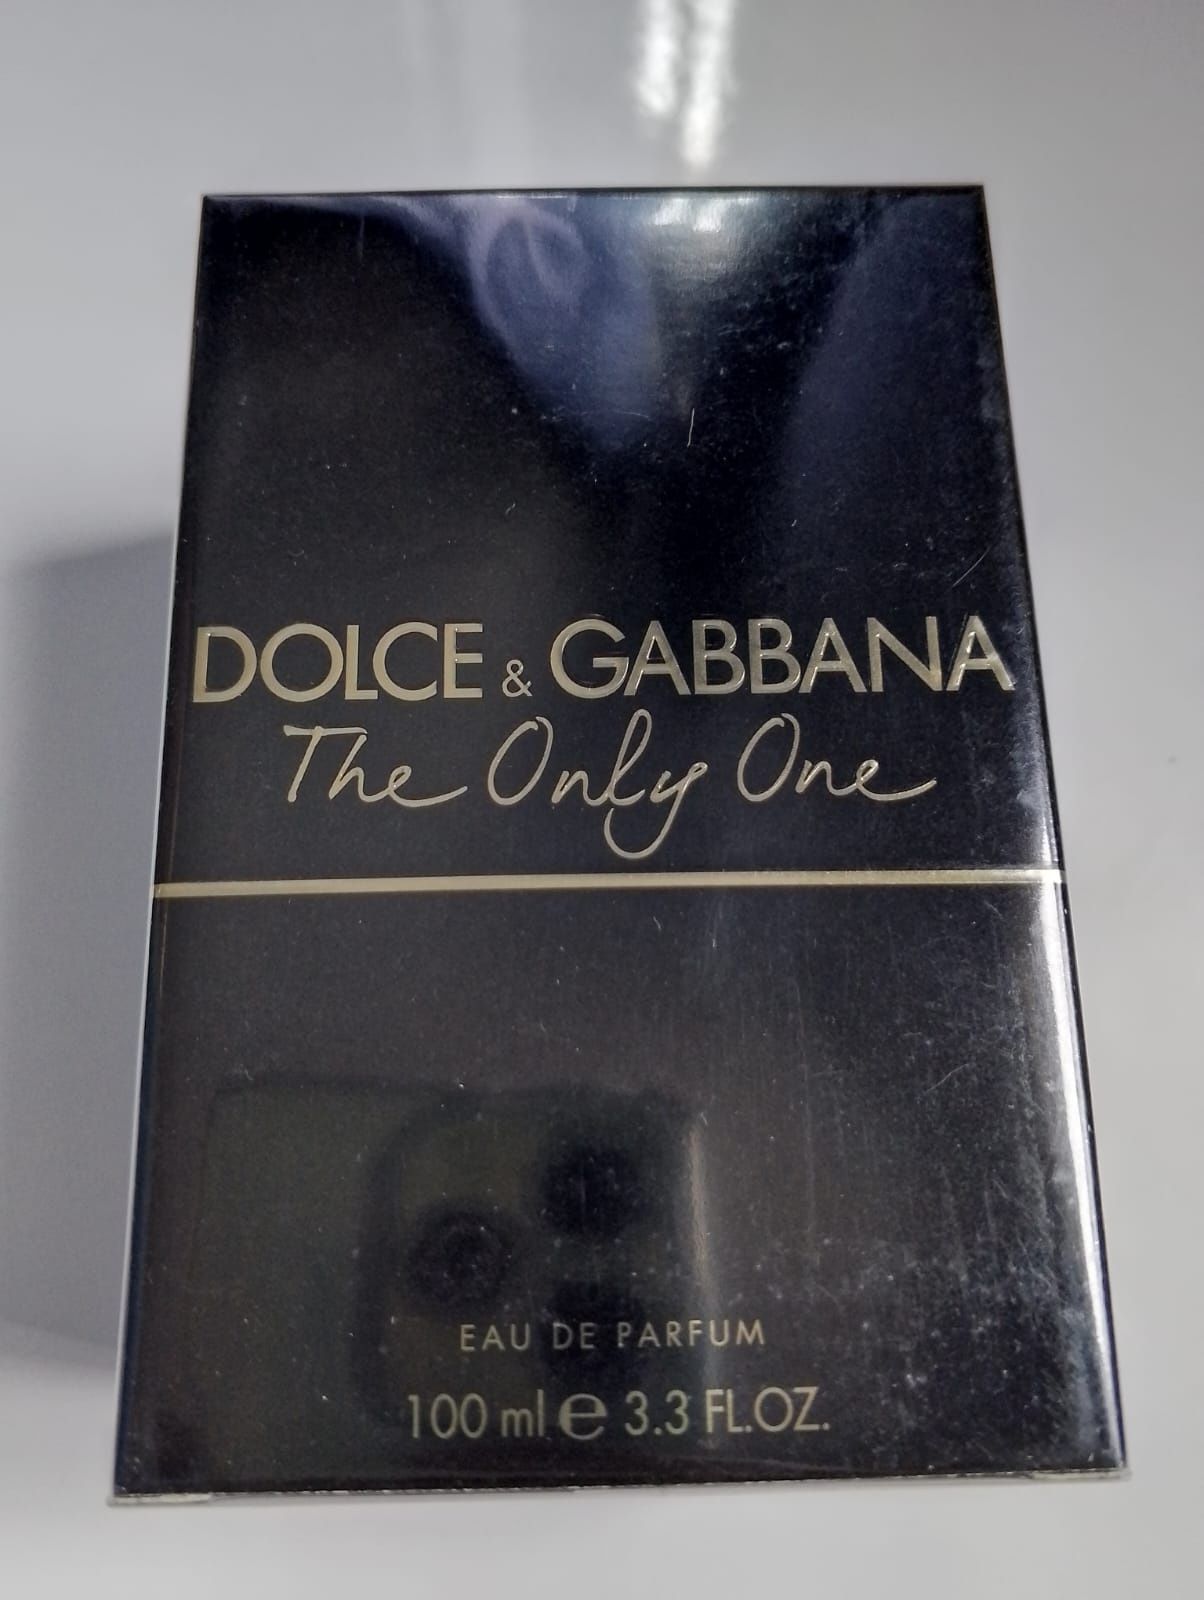 DOLCE & GABBANA
The Only One
EAU DE PARFUM
100 ml ℮ 3.3 FL.OZ.